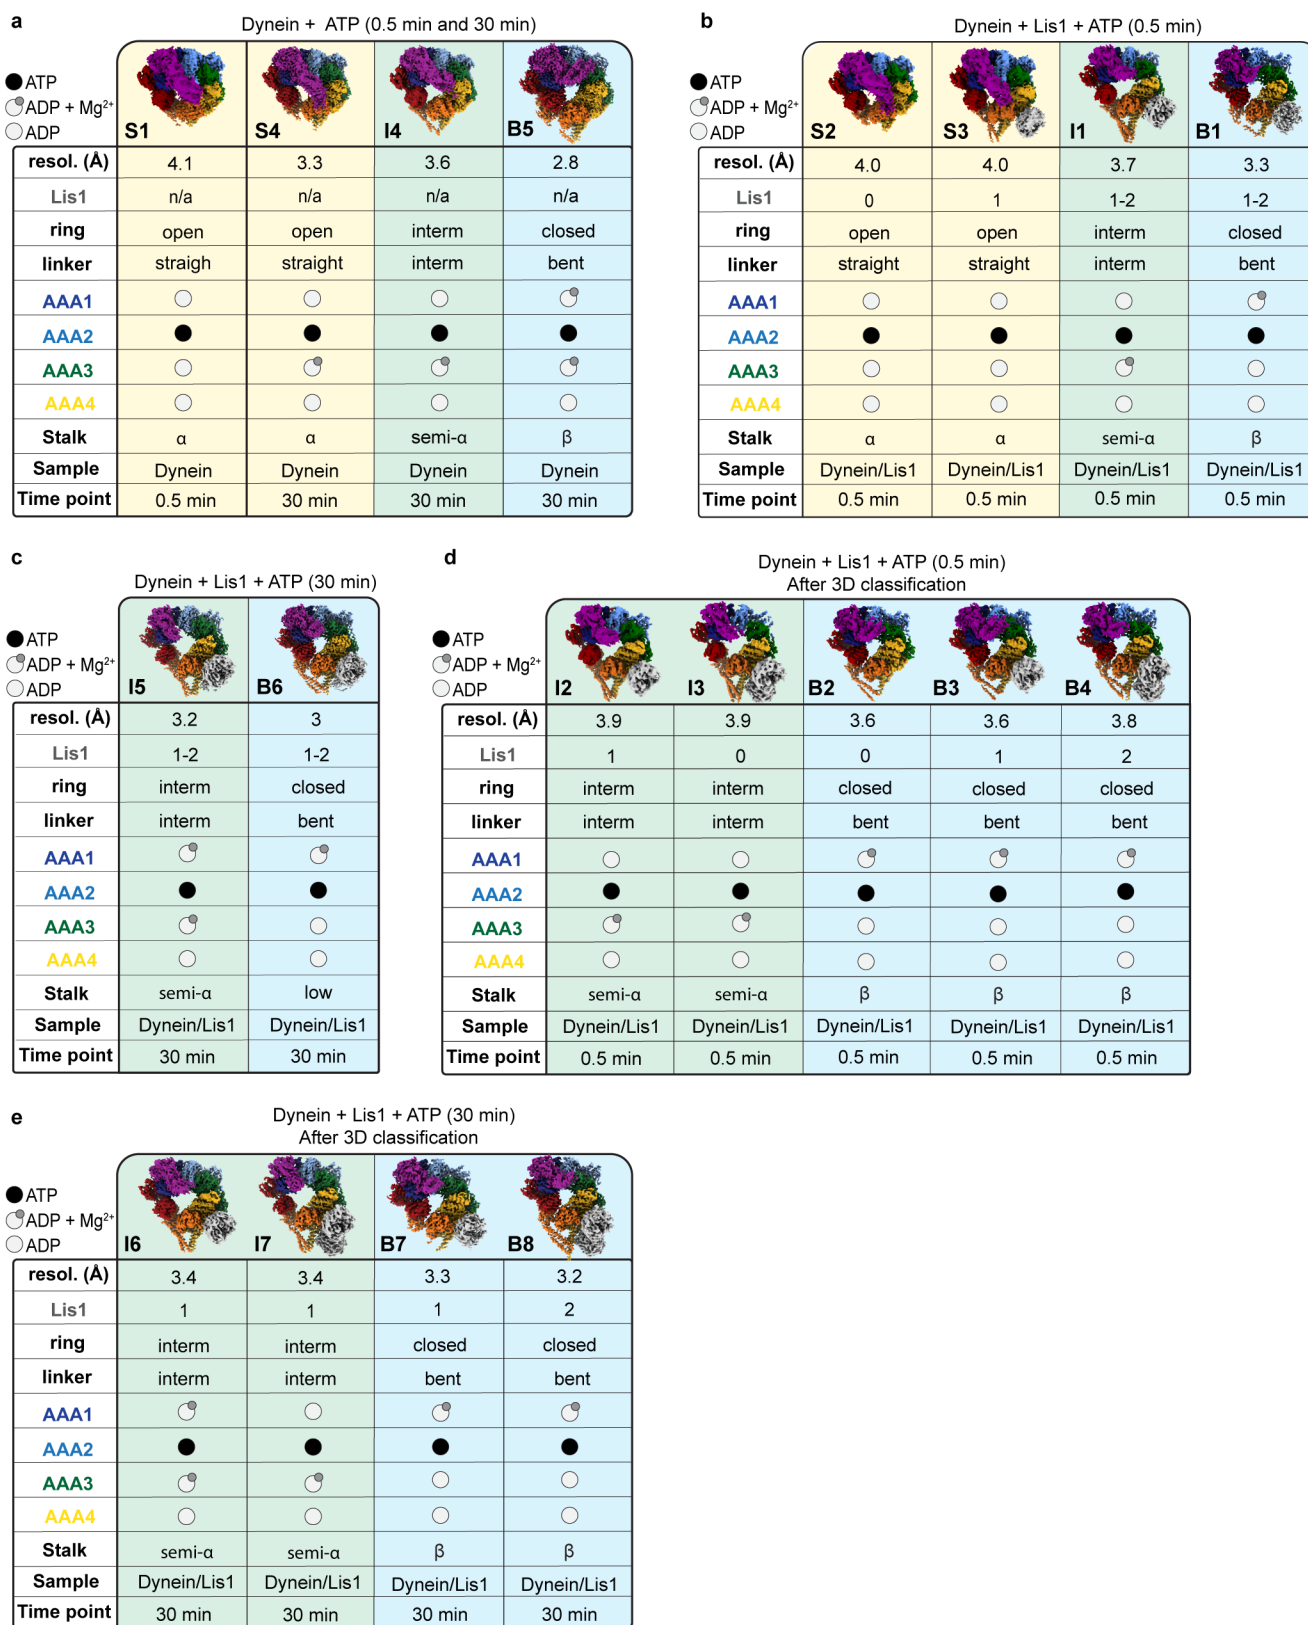 a
Dynein + ATP (0.5 min and 30 min)
ATP
ADP + Mg2+
ADP
S1 S4 I4 B5
resol. (Å) 4.1 3.3 3.6 2.8
Lis1 n/a n/a n/a n/a
ring open open interm closed
linker straigh straight interm bent
AAA1
AAA2
AAA3
AAA4
Stalk α α semi-α β
Sample Dynein Dynein Dynein Dynein
Time point 0.5 min 30 min 30 min 30 min
b
Dynein + Lis1 + ATP (0.5 min)
ATP
ADP + Mg2+
ADP
S2 S3 I1 B1
resol. (Å) 4.0 4.0 3.7 3.3
Lis1 0 1 1-2 1-2
ring open open interm closed
linker straight straight interm bent
AAA1
AAA2
AAA3
AAA4
Stalk α α semi-α β
Sample Dynein/Lis1 Dynein/Lis1 Dynein/Lis1 Dynein/Lis1
Time point 0.5 min 0.5 min 0.5 min 0.5 min
c
Dynein + Lis1 + ATP (30 min)
ATP
ADP + Mg2+
ADP
I5 B6
resol. (Å) 3.2 3
Lis1 1-2 1-2
ring interm closed
linker interm bent
AAA1
AAA2
AAA3
AAA4
Stalk semi-α low
Sample Dynein/Lis1 Dynein/Lis1
Time point 30 min 30 min
d
Dynein + Lis1 + ATP (0.5 min)
After 3D classification
ATP
ADP + Mg2+
ADP
I2 I3 B2 B3 B4
resol. (Å) 3.9 3.9 3.6 3.6 3.8
Lis1 1 0 0 1 2
ring interm interm closed closed closed
linker interm interm bent bent bent
AAA1
AAA2
AAA3
AAA4
Stalk semi-α semi-α β β β
Sample Dynein/Lis1 Dynein/Lis1 Dynein/Lis1 Dynein/Lis1 Dynein/Lis1
Time point 0.5 min 0.5 min 0.5 min 0.5 min 0.5 min
e
Dynein + Lis1 + ATP (30 min)
After 3D classification
ATP
ADP + Mg2+
ADP
I6 I7 B7 B8
resol. (Å) 3.4 3.4 3.3 3.2
Lis1 1 1 1 2
ring interm interm closed closed
linker interm interm bent bent
AAA1
AAA2
AAA3
AAA4
Stalk semi-α semi-α β β
Sample Dynein/Lis1 Dynein/Lis1 Dynein/Lis1 Dynein/Lis1
Time point 30 min 30 min 30 min 30 min